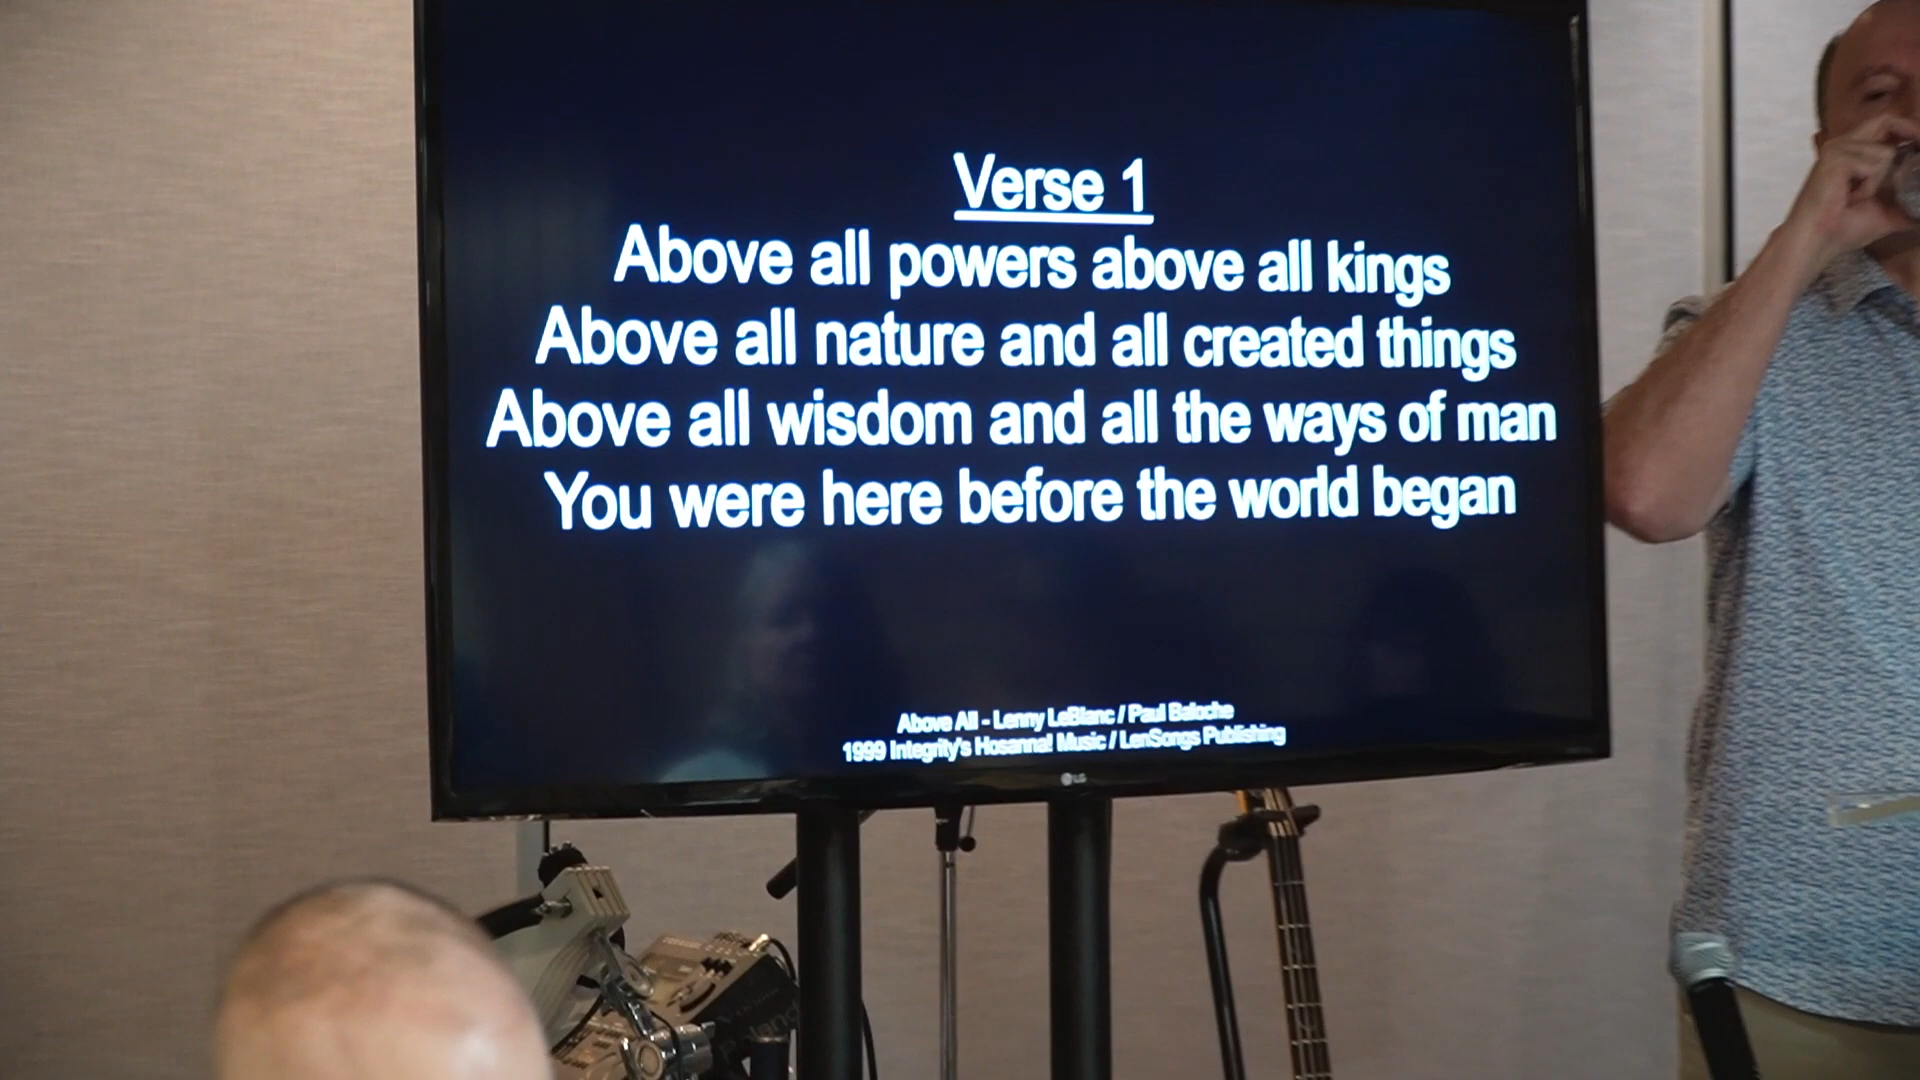 Verse 1
Above all powers above all kings
Above all nature and all created things
Above all wisdom and all the ways of man
You were here before the world began
Above All - Lenny LeBlanc / Paul Baloche
1999 Integrity's Hosanna! Music / LenSongs Publishing
LG
Roland